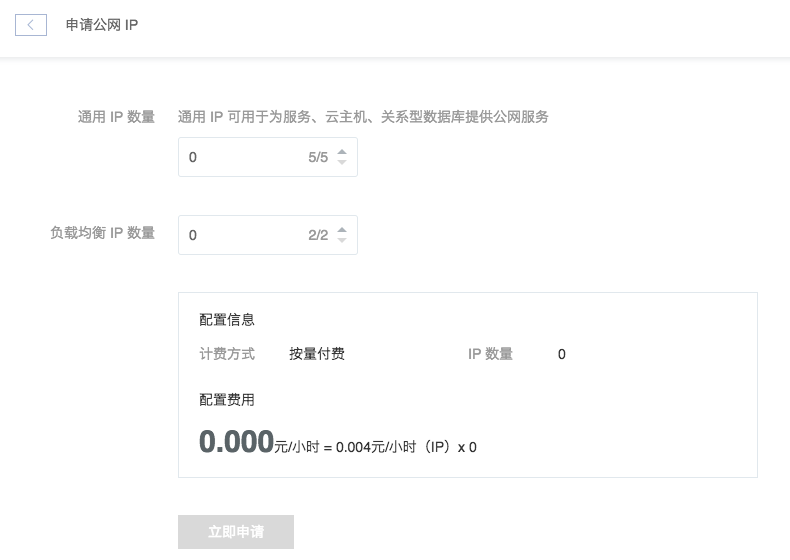 申请公网 IP
通用 IP 数量
通用 IP 可用于为服务、云主机、关系型数据库提供公网服务
0 5/5
负载均衡 IP 数量
0 2/2
配置信息
计费方式 按量付费 IP 数量 0
配置费用
0.000元/小时 = 0.004元/小时（IP）x 0
立即申请